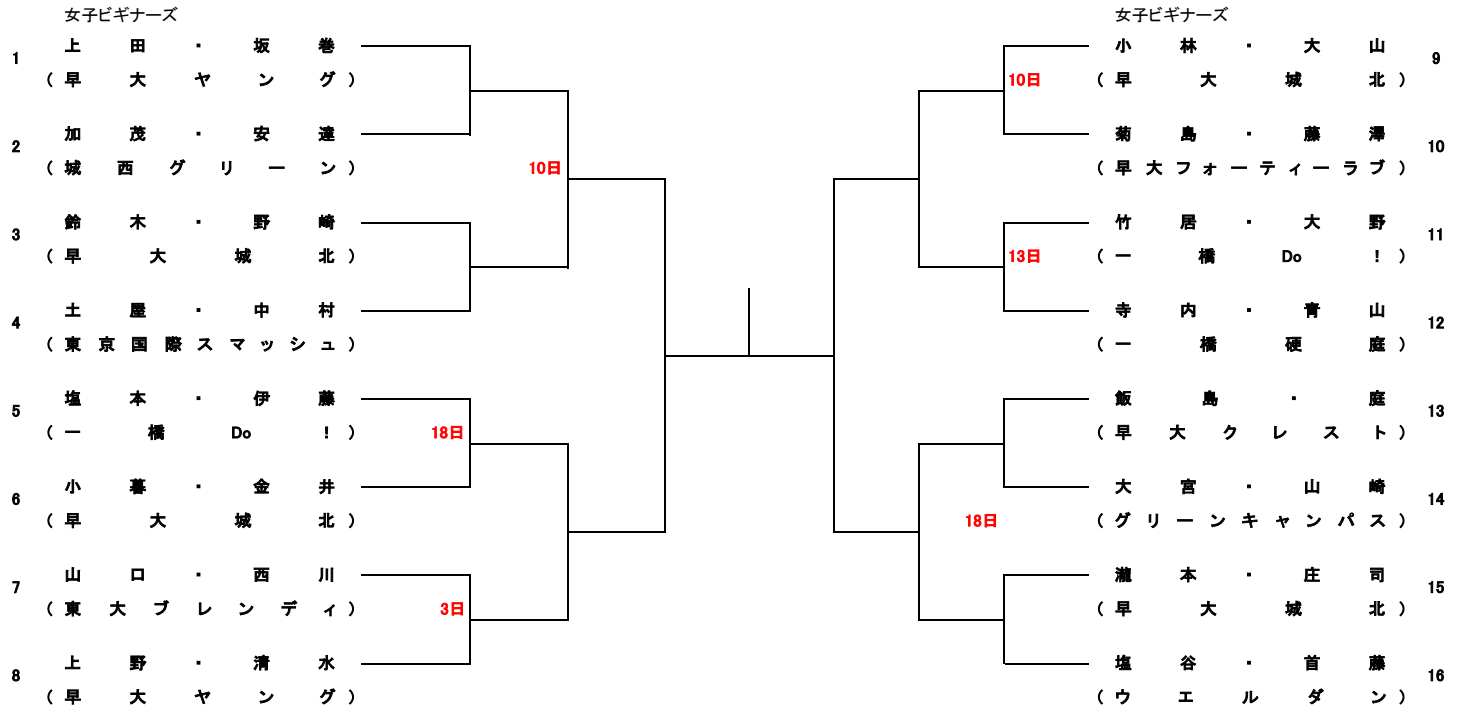 女子ビギナーズ
1 上田・坂巻
(早大ヤング)
2 加茂・安達
(城西グリーン)
10日
3 鈴木・野崎
(早大城北)
4 土屋・中村
(東京国際スマッシュ)
5 塩本・伊藤
(一橋Do!)
18日
6 小暮・金井
(早大城北)
7 山口・西川
(東大ブレンディ)
3日
8 上野・清水
(早大ヤング)
女子ビギナーズ
小林・大山 9
10日
(早大城北)
菊島・藤澤 10
(早大フォーティーラブ)
竹居・大野 11
13日
(一橋Do!)
寺内・青山 12
(一橋硬庭)
飯島・庭 13
(早大クレスト)
大宮・山崎 14
18日
(グリーンキャンパス)
瀧本・庄司 15
(早大城北)
塩谷・首藤 16
(ウエルダン)